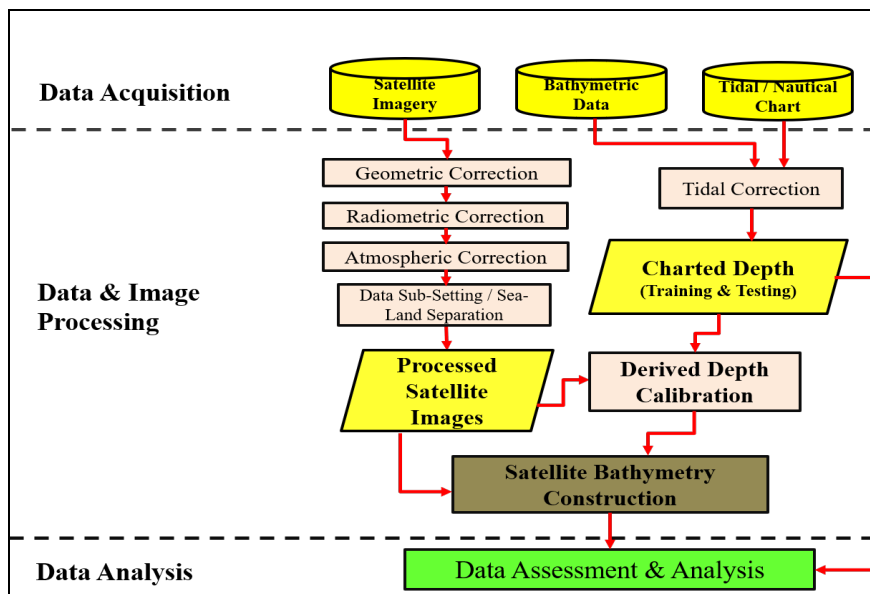 Data Acquisition
Satellite
Imagery
Bathymetric
Data
Tidal / Nautical
Chart
Data & Image
Processing
Geometric Correction
Radiometric Correction
Atmospheric Correction
Data Sub-Setting / Sea-
Land Separation
Processed
Satellite
Images
Tidal Correction
Charted Depth
(Training & Testing)
Derived Depth
Calibration
Satellite Bathymetry
Construction
Data Analysis
Data Assessment & Analysis